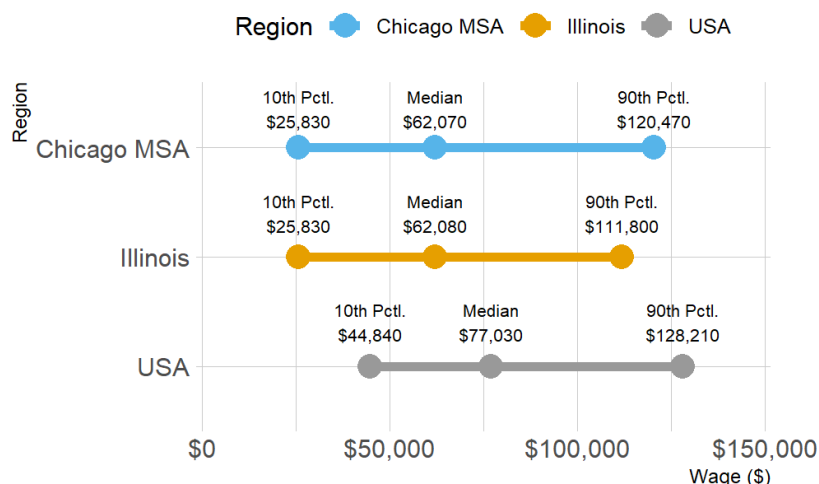 Region Chicago MSA Illinois USA
Region
10th Pctl. Median 90th Pctl.
$25,830 $62,070 $120,470
Chicago MSA
10th Pctl. Median 90th Pctl.
$25,830 $62,080 $111,800
Illinois
10th Pctl. Median 90th Pctl.
$44,840 $77,030 $128,210
USA
$0 $50,000 $100,000 $150,000
Wage ($)